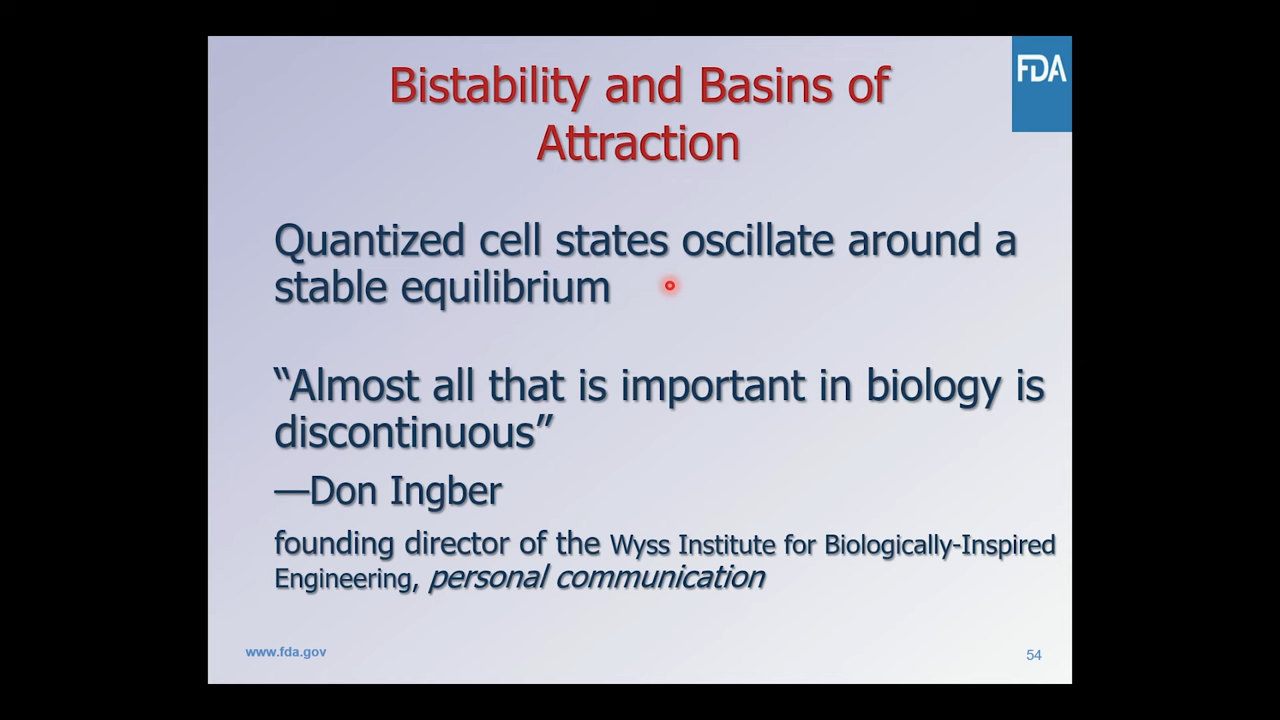 FDA
Bistability and Basins of
Attraction
Quantized cell states oscillate around a
stable equilibrium
“Almost all that is important in biology is
discontinuous”
—Don Ingber
founding director of the Wyss Institute for Biologically-Inspired
Engineering, personal communication
www.fda.gov
54